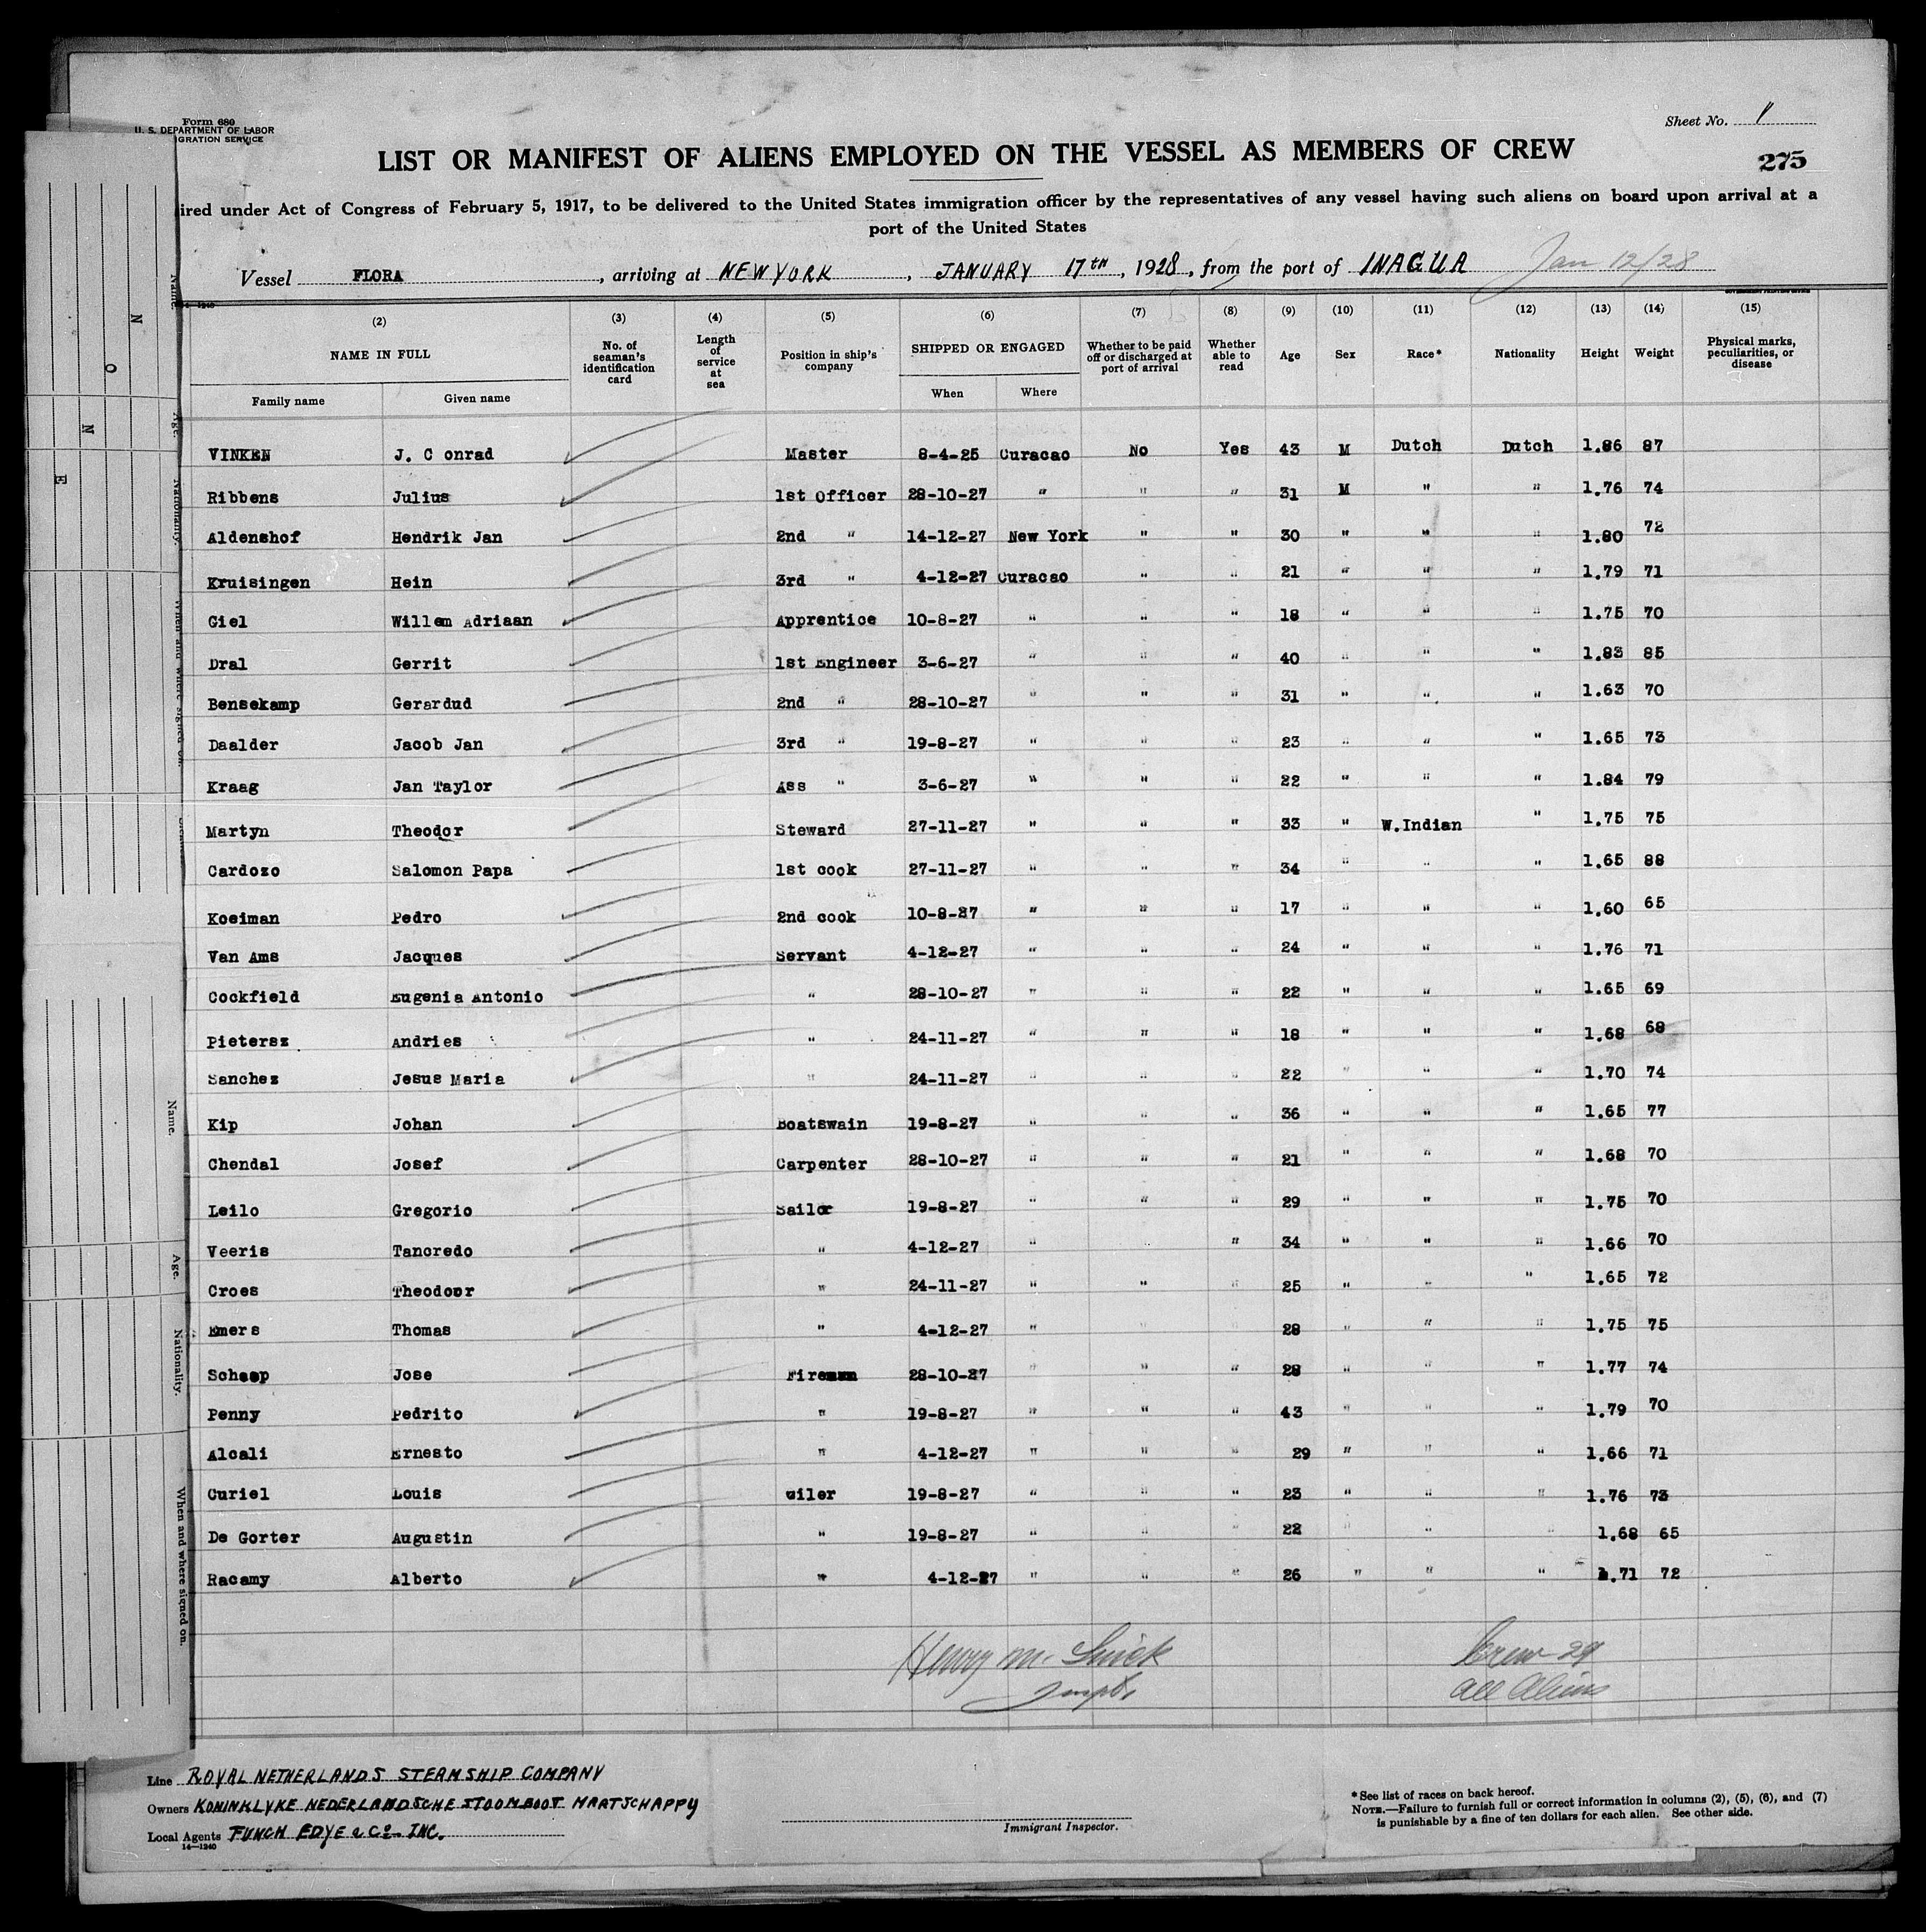 Form 680
U. S. DEPARTMENT OF LABOR
IGRATION SERVICE
Sheet No. 1
LIST OR MANIFEST OF ALIENS EMPLOYED ON THE VESSEL AS MEMBERS OF CREW
275
ired under Act of Congress of February 5, 1917, to be delivered to the United States immigration officer by the representatives of any vessel having such aliens on board upon arrival at a
port of the United States
Vessel FLORA, arriving at NEW YORK, JANUARY 17TH, 1928, from the port of INAGUA Jan 12/28
14-1240
(2) (3) (4) (5) (6) (7) (8) (9) (10) (11) (12) (13) (14) (15)
NAME IN FULL No. of seaman's identification card Length of service at sea Position in ship's company SHIPPED OR ENGAGED Whether to be paid off or discharged at port of arrival Whether able to read Age Sex Race* Nationality Height Weight Physical marks, peculiarities, or disease
Family name Given name When Where
VINKEN J. C onrad Master 8-4-25 Curacao No Yes 43 M Dutch Dutch 1.86 87
Ribbens Julius 1st Officer 28-10-27 " " " 31 M " " 1.76 74
Aldenshof Hendrik Jan 2nd " 14-12-27 New York " " 30 " " " 1.80 72
Kruisingen Hein 3rd " 4-12-27 Curacao " " 21 " " " 1.79 71
Giel Willem Adriaan Apprentice 10-8-27 " " " 18 " " " 1.75 70
Dral Gerrit 1st Engineer 3-6-27 " " " 40 " " " 1.83 85
Bensekamp Gerardud 2nd " 28-10-27 " " " 31 " " " 1.63 70
Daalder Jacob Jan 3rd " 19-8-27 " " " 23 " " " 1.65 73
Kraag Jan Taylor Ass " 3-6-27 " " " 22 " " " 1.84 79
Martyn Theodor Steward 27-11-27 " " " 33 " W.Indian " 1.75 75
Cardozo Salomon Papa 1st cook 27-11-27 " " " 34 " " " 1.65 88
Koeiman Pedro 2nd cook 10-8-27 " " " 17 " " " 1.60 65
Van Ams Jacques Servant 4-12-27 " " " 24 " " " 1.76 71
Cockfield Eugenia Antonio " 28-10-27 " " " 22 " " " 1.65 69
Pietersz Andries " 24-11-27 " " " 18 " " " 1.68 68
Sanchez Jesus Maria " 24-11-27 " " " 22 " " " 1.70 74
Kip Johan Boatswain 19-8-27 " " " 36 " " " 1.65 77
Chendal Josef Carpenter 28-10-27 " " " 21 " " " 1.68 70
Leilo Gregorio Sailor 19-8-27 " " " 29 " " " 1.75 70
Veeris Tancredo " 4-12-27 " " " 34 " " " 1.66 70
Croes Theodoor " 24-11-27 " " " 25 " " " 1.65 72
Emers Thomas " 4-12-27 " " " 28 " " " 1.75 75
Schoop Jose Fireman 28-10-27 " " " 28 " " " 1.77 74
Penny Pedrito " 19-8-27 " " " 43 " " " 1.79 70
Alcali Ernesto " 4-12-27 " " " 29 " " " 1.66 71
Curiel Louis Oiler 19-8-27 " " " 23 " " " 1.76 73
De Gorter Augustin " 19-8-27 " " " 22 " " " 1.68 65
Racamy Alberto " 4-12-27 " " " 26 " " " 1.71 72
Henry M.
Crew 29
All Aliens
Line ROYAL NETHERLANDS STEAMSHIP COMPANY
Owners KONINKLYKE NEDERLANDSCHE STOOMBOOT MAATSCHAPPY
Local Agents FUNCH EDYE & CO. INC.
14-1240
Immigrant Inspector.
*See list of races on back hereof.
NOTE.—Failure to furnish full or correct information in columns (2), (5), (6), and (7)
is punishable by a fine of ten dollars for each alien. See other side.
N
O
N
E
Name.
Age.
Nationality.
When and where signed on.
Name.
Age.
Nationality.
When and where signed on.